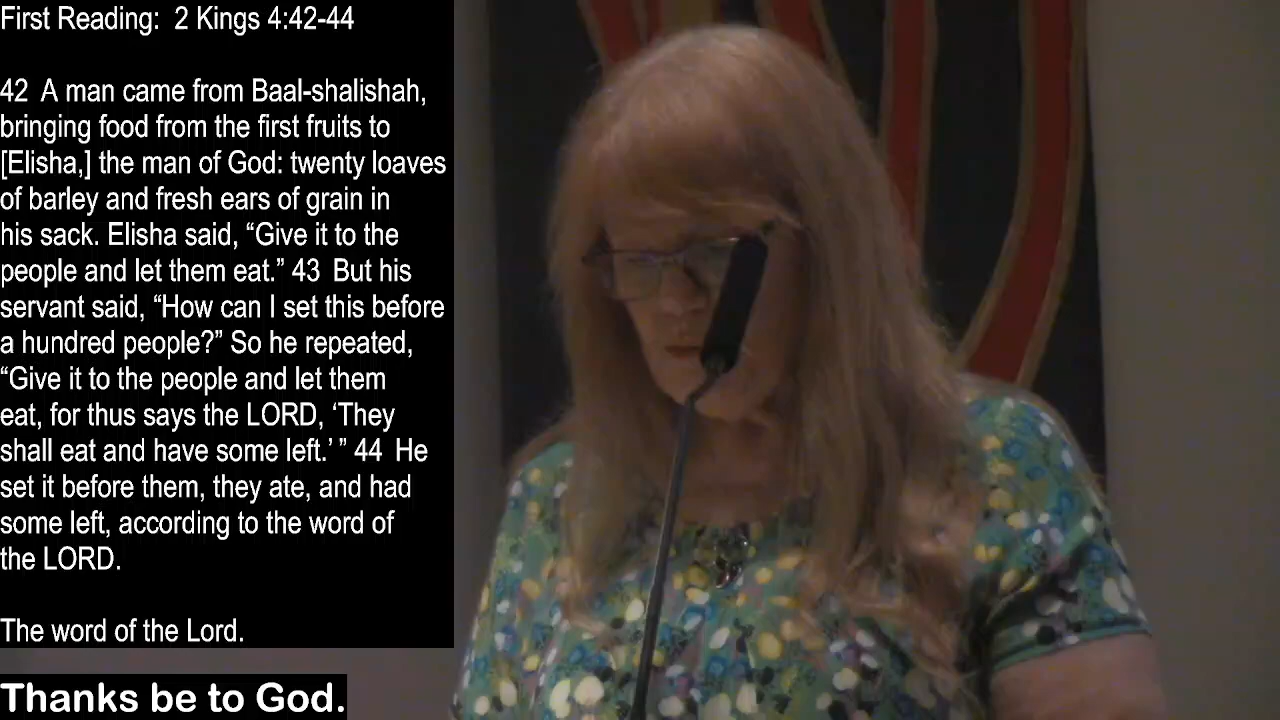 First Reading:  2 Kings 4:42-44
42  A man came from Baal-shalishah,
bringing food from the first fruits to
[Elisha,] the man of God: twenty loaves
of barley and fresh ears of grain in
his sack. Elisha said, “Give it to the
people and let them eat.” 43  But his
servant said, “How can I set this before
a hundred people?” So he repeated,
“Give it to the people and let them
eat, for thus says the LORD, ‘They
shall eat and have some left.’ ” 44  He
set it before them, they ate, and had
some left, according to the word of
the LORD.
The word of the Lord.
Thanks be to God.